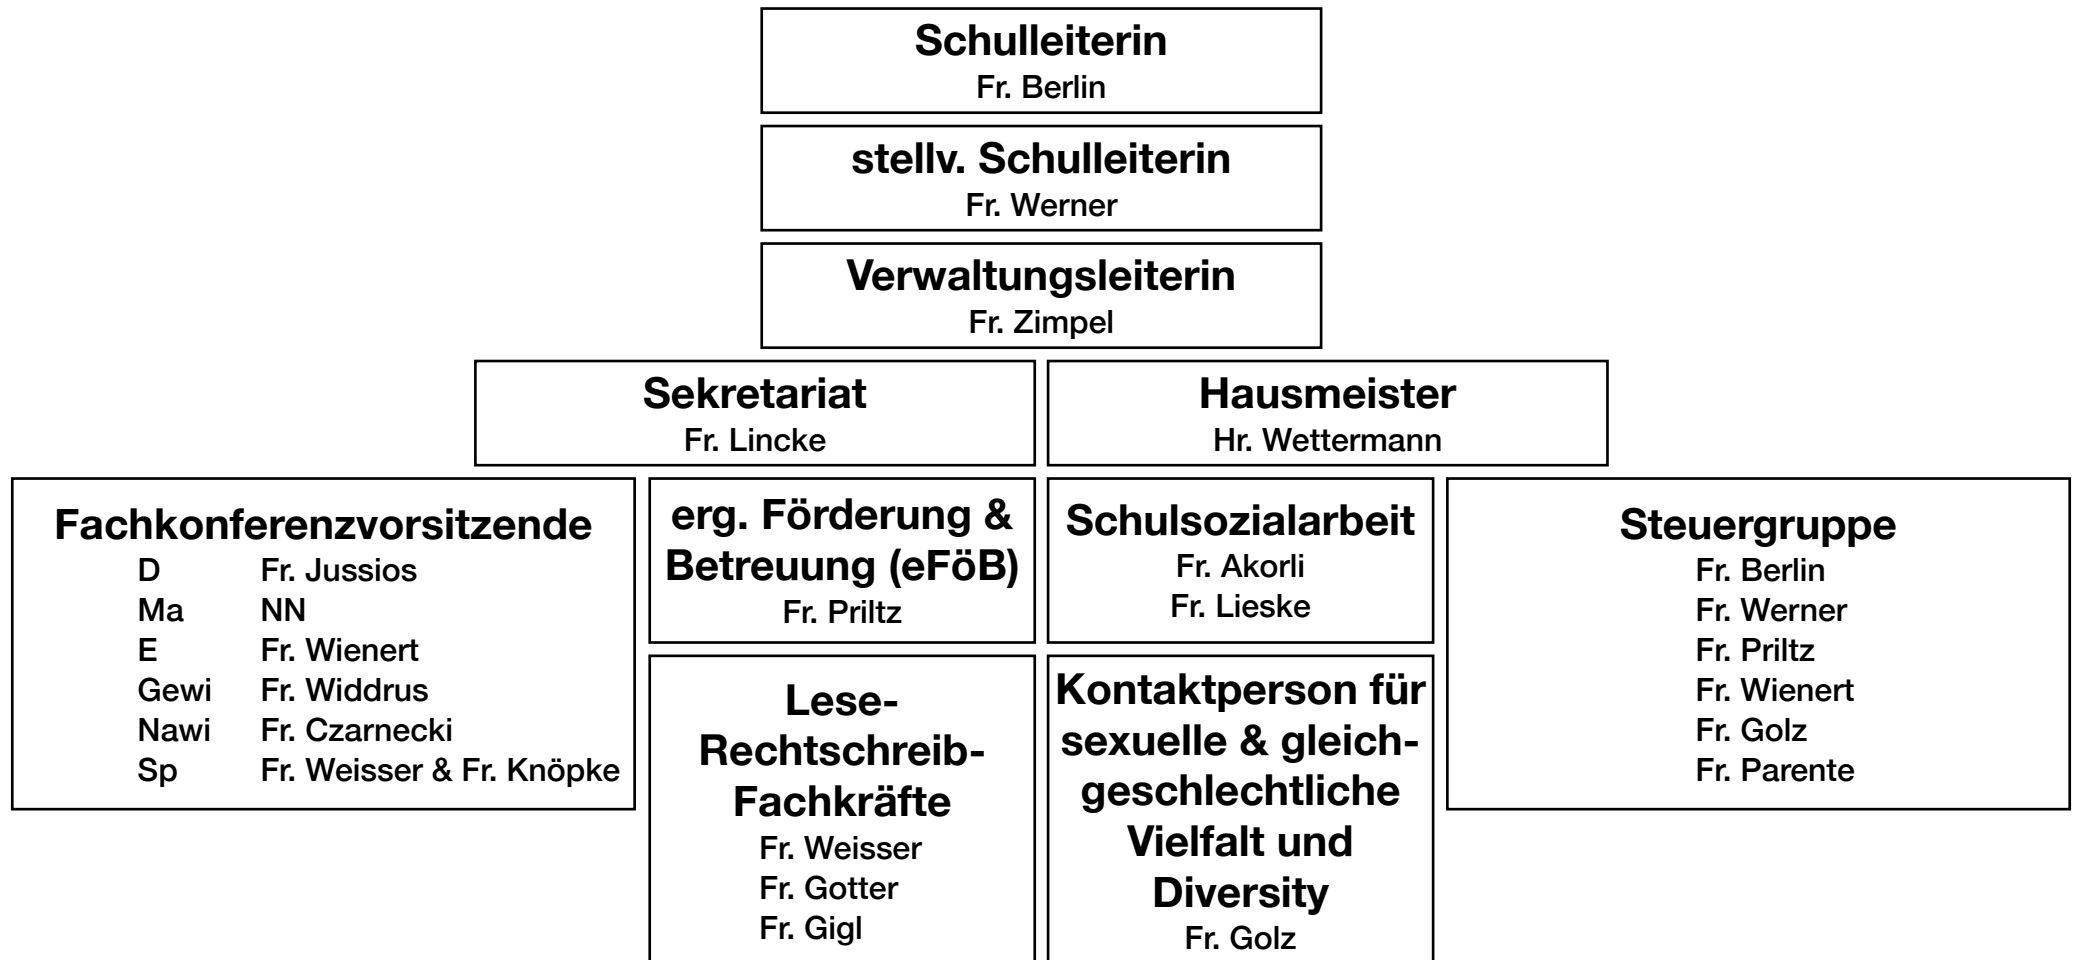 Schulleiterin
Fr. Berlin
stellv. Schulleiterin
Fr. Werner
Verwaltungsleiterin
Fr. Zimpel
Sekretariat
Fr. Lincke
Hausmeister
Hr. Wettermann
Fachkonferenzvorsitzende
D Fr. Jussios
Ma NN
E Fr. Wienert
Gewi Fr. Widdrus
Nawi Fr. Czarnecki
Sp Fr. Weisser & Fr. Knöpke
erg. Förderung &
Betreuung (eFöB)
Fr. Priltz
Schulsozialarbeit
Fr. Akorli
Fr. Lieske
Steuergruppe
Fr. Berlin
Fr. Werner
Fr. Priltz
Fr. Wienert
Fr. Golz
Fr. Parente
Lese-
Rechtschreib-
Fachkräfte
Fr. Weisser
Fr. Gotter
Fr. Gigl
Kontaktperson für
sexuelle & gleich-
geschlechtliche
Vielfalt und
Diversity
Fr. Golz